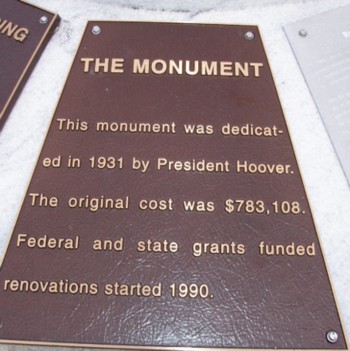 ING
THE MONUMENT
This monument was dedicat-
ed in 1931 by President Hoover.
The original cost was $783,108.
Federal and state grants funded
renovations started 1990.